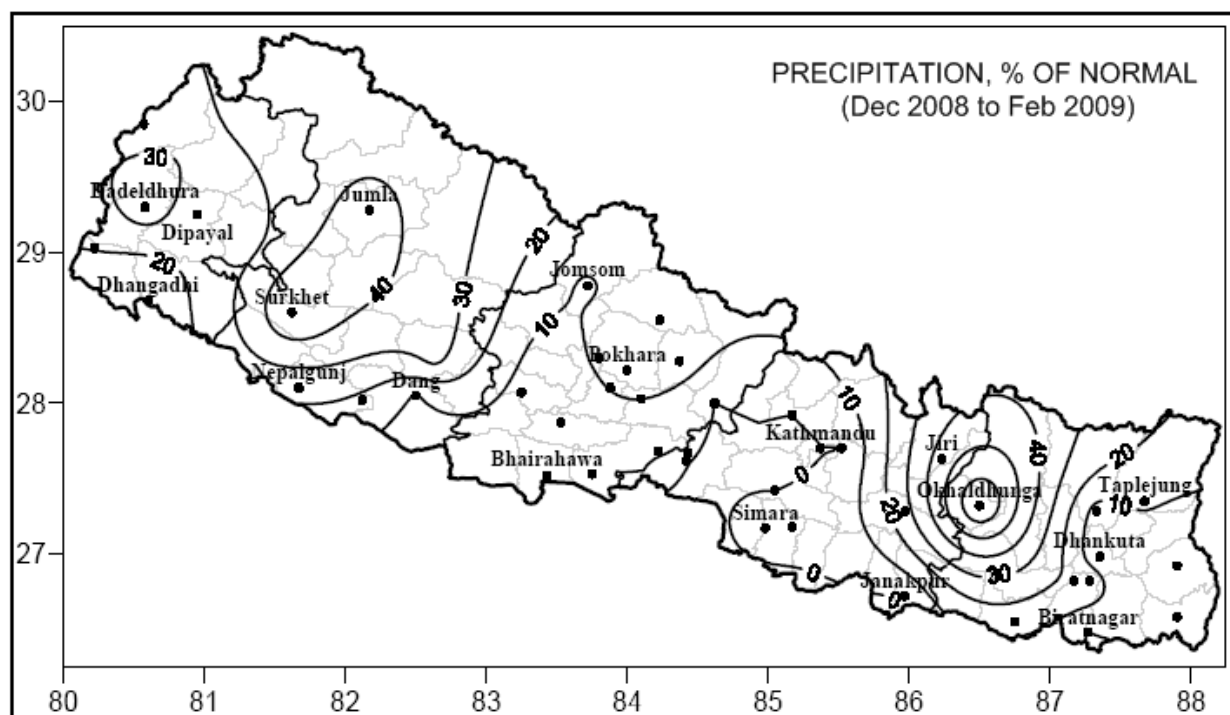 PRECIPITATION, % OF NORMAL
(Dec 2008 to Feb 2009)
30
30
Dadeldhura
Jumla
Dipayal
29
20
20
Jomsom
Dhangadhi
Surkhet
40
30
10
Pokhara
Nepalgunj
Dang
28
10
Kathmandu
Jiri
40
20
Bhairahawa
0
Okhaldhunga
Taplejung
Simara
20
10
27
Dhankuta
0
Janakpur
30
0
Biratnagar
80 81 82 83 84 85 86 87 88